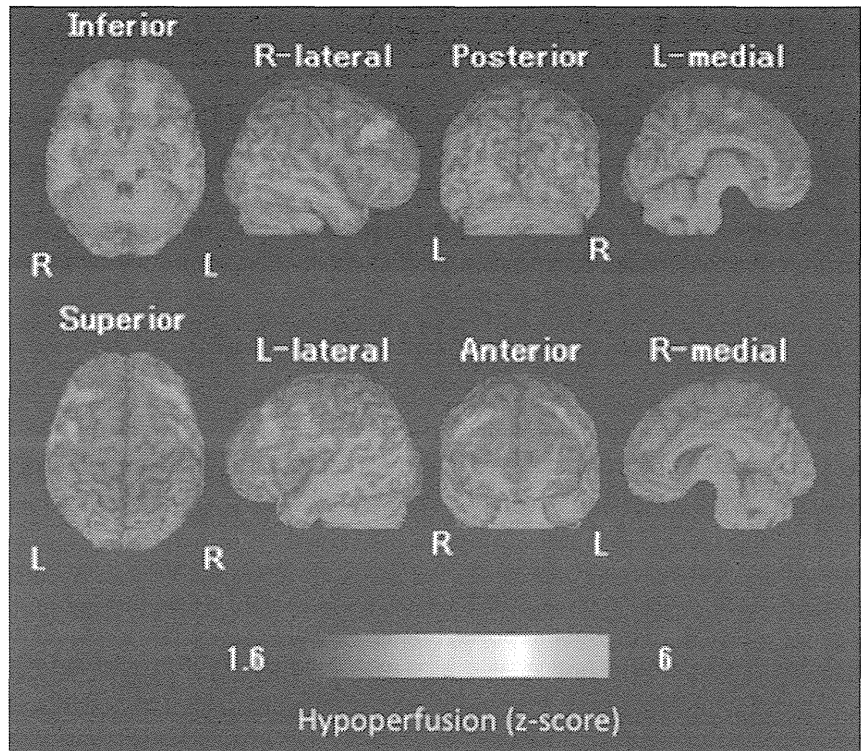 Inferior
R-lateral
Posterior
L-medial
R
L
L
R
Superior
L-lateral
Anterior
R-medial
L
R
R
L
1.6
6
Hypoperfusion (z-score)